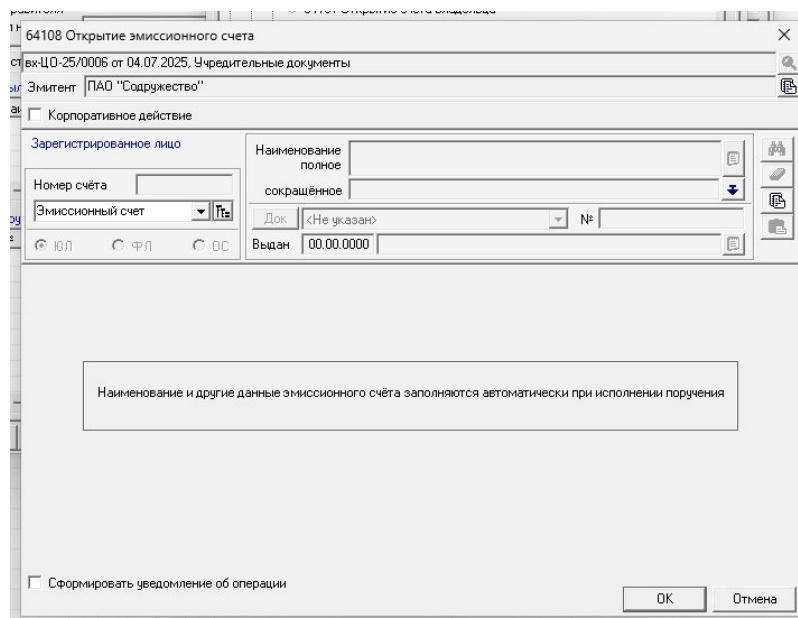 64108 Открытие эмиссионного счета
вх-ЦО-25/0006 от 04.07.2025, Учредительные документы
Эмитент ПАО "Содружество"
Корпоративное действие
Зарегистрированное лицо
Наименование
полное
Номер счёта
сокращённое
Эмиссионный счет
Док <Не указан> №
ЮЛ ФЛ ОС
Выдан 00.00.0000
Наименование и другие данные эмиссионного счёта заполняются автоматически при исполнении поручения
Сформировать уведомление об операции
OK Отмена